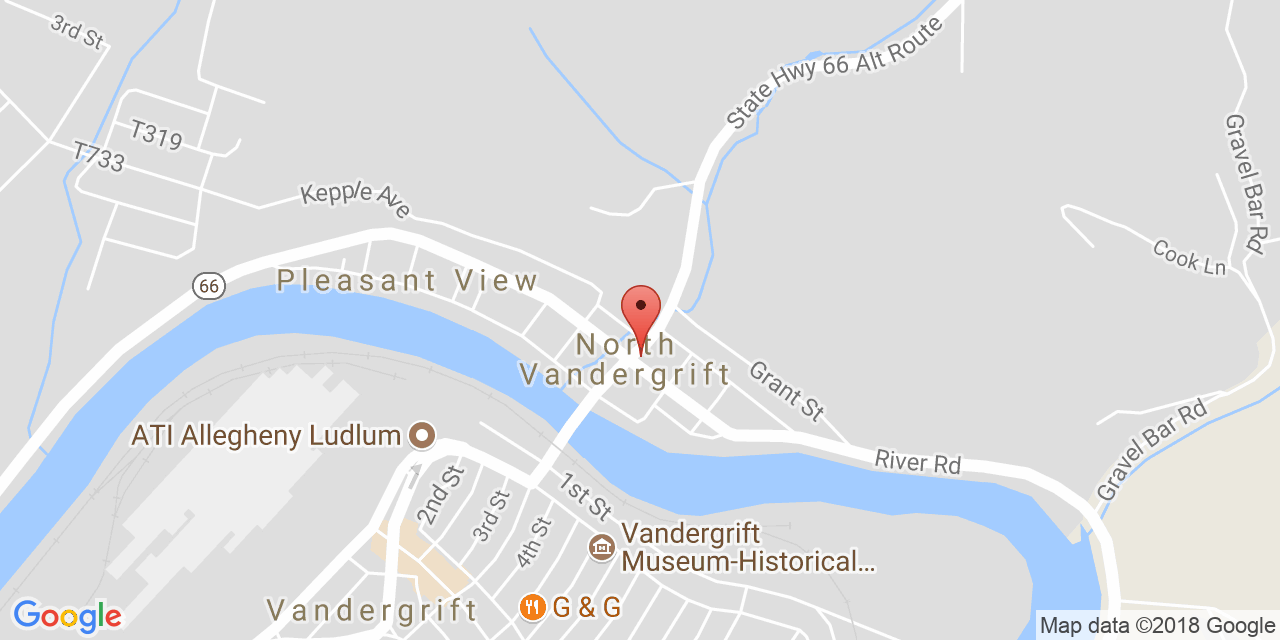 3rd St
State Hwy 66 Alt Route
T319
T733
Gravel Bar Rd
Kepple Ave
Cook Ln
66
Pleasant View
North
Vandergrift
Grant St
ATI Allegheny Ludlum
Gravel Bar Rd
River Rd
2nd St
3rd St
4th St
1st St
Vandergrift
Museum-Historical...
Vandergrift
G & G
Google
Map data ©2018 Google